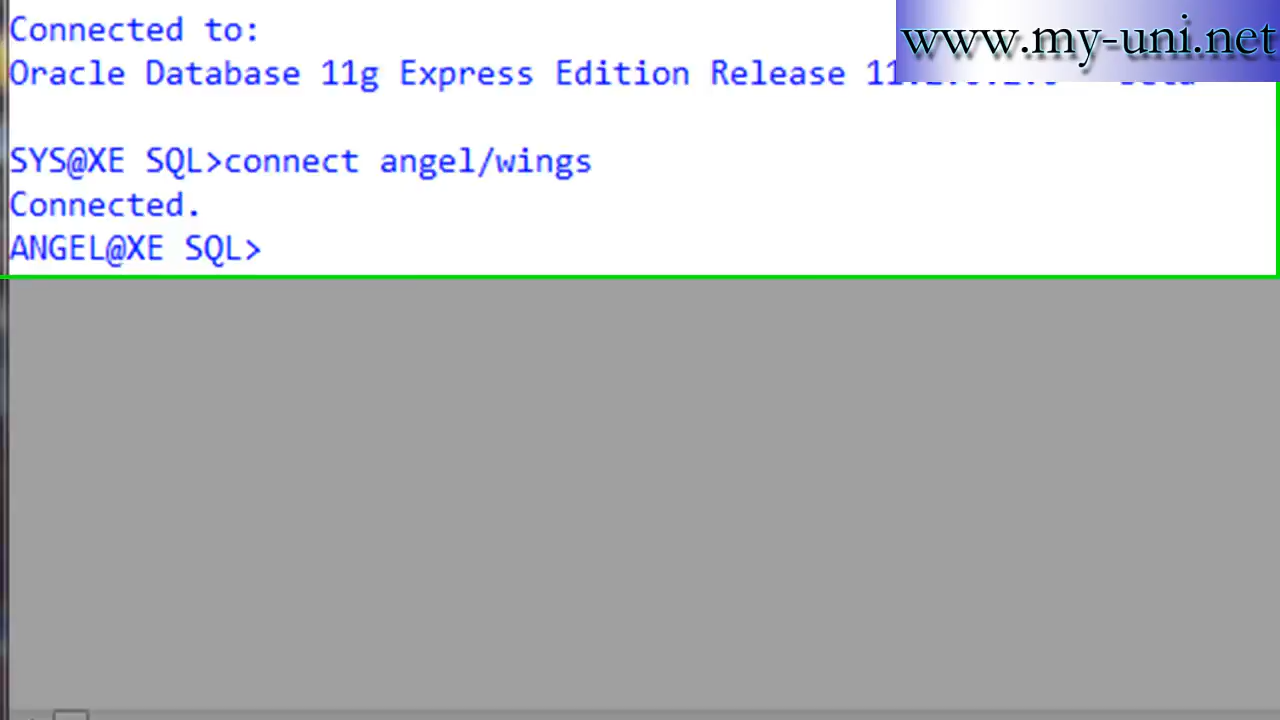 Connected to:
www.my-uni.net
Oracle Database 11g Express Edition Release
SYS@XE SQL>connect angel/wings
Connected.
ANGEL@XE SQL>